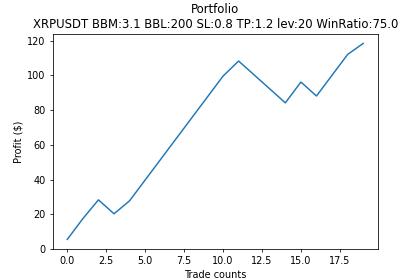 Portfolio
XRPUSDT BBM:3.1 BBL:200 SL:0.8 TP:1.2 lev:20 WinRatio:75.0
120
100
80
60
40
20
0
Profit ($)
0.0 2.5 5.0 7.5 10.0 12.5 15.0 17.5
Trade counts